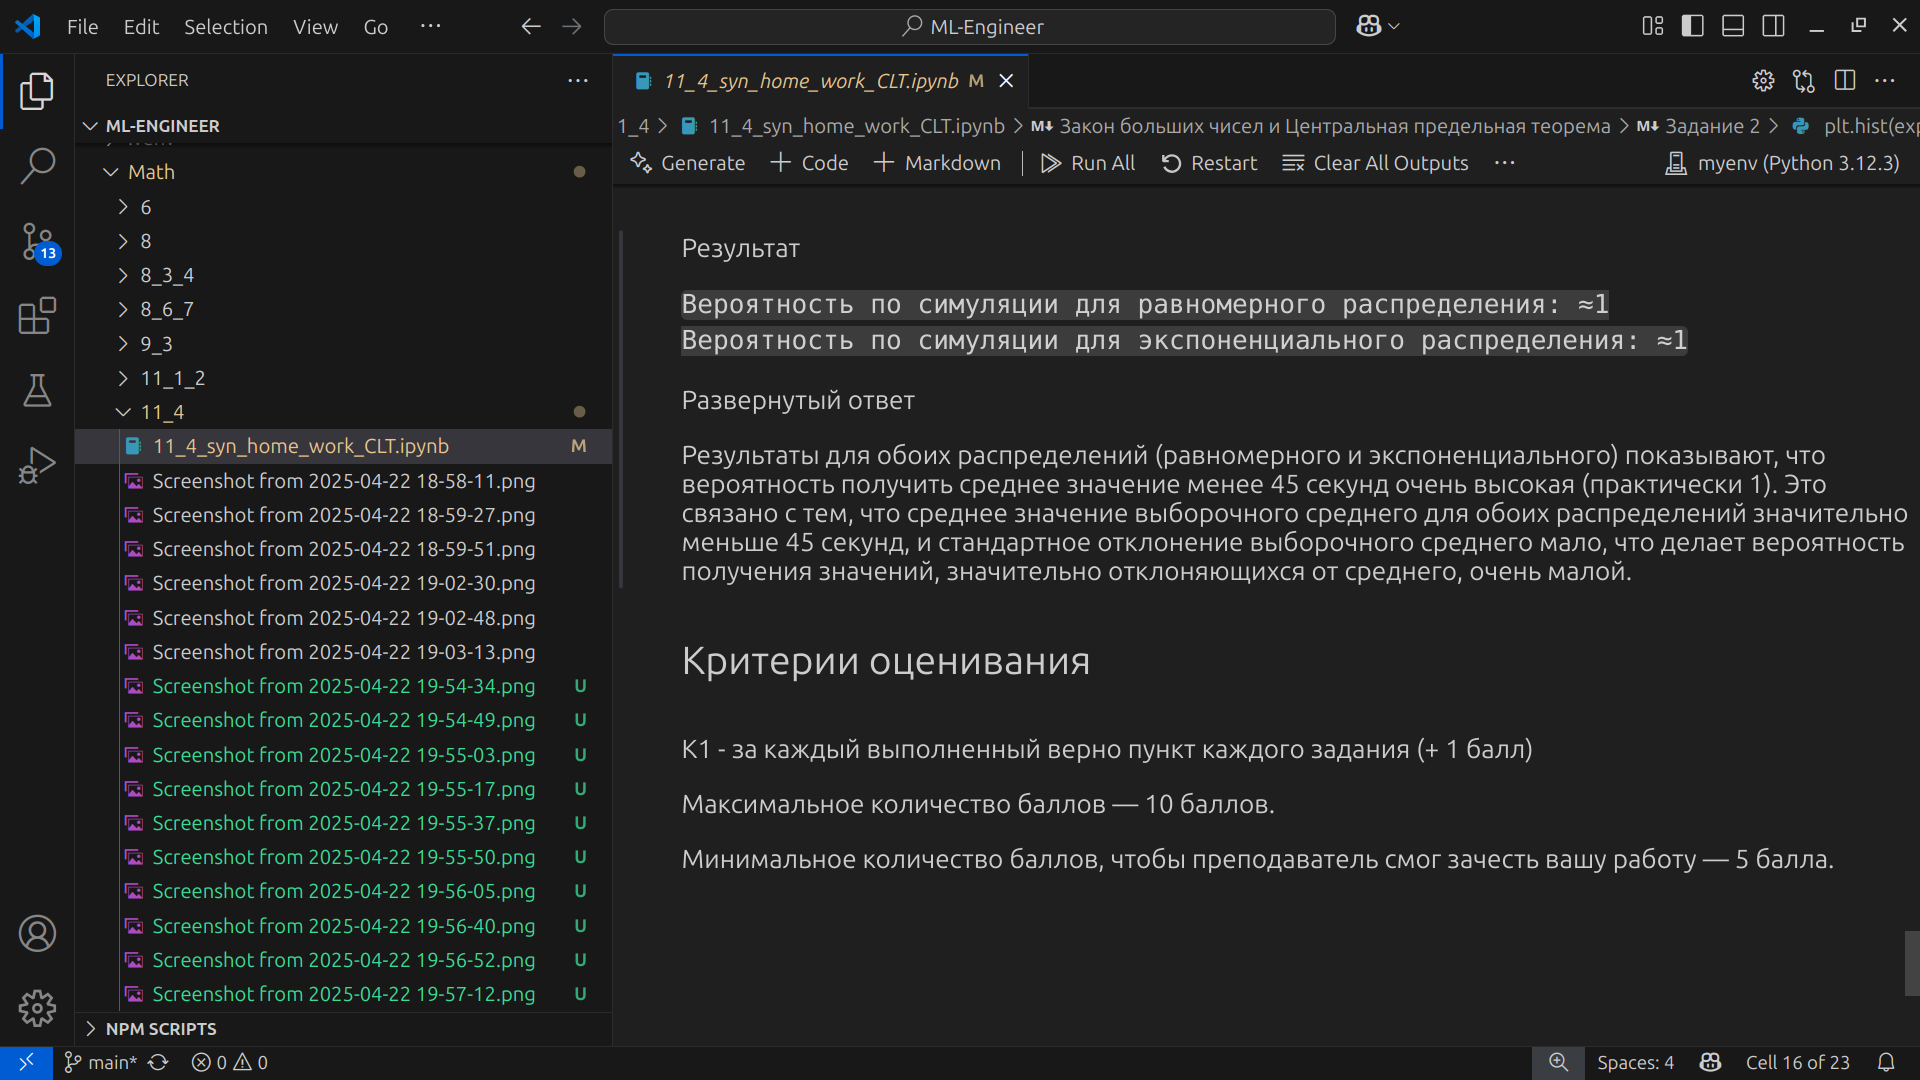 File Edit Selection View Go ···
ML-Engineer
EXPLORER ···
ML-ENGINEER
Math
6
8
8_3_4
8_6_7
9_3
11_1_2
11_4
11_4_syn_home_work_CLT.ipynb M
Screenshot from 2025-04-22 18-58-11.png
Screenshot from 2025-04-22 18-59-27.png
Screenshot from 2025-04-22 18-59-51.png
Screenshot from 2025-04-22 19-02-30.png
Screenshot from 2025-04-22 19-02-48.png
Screenshot from 2025-04-22 19-03-13.png
Screenshot from 2025-04-22 19-54-34.png U
Screenshot from 2025-04-22 19-54-49.png U
Screenshot from 2025-04-22 19-55-03.png U
Screenshot from 2025-04-22 19-55-17.png U
Screenshot from 2025-04-22 19-55-37.png U
Screenshot from 2025-04-22 19-55-50.png U
Screenshot from 2025-04-22 19-56-05.png U
Screenshot from 2025-04-22 19-56-40.png U
Screenshot from 2025-04-22 19-56-52.png U
Screenshot from 2025-04-22 19-57-12.png U
NPM SCRIPTS
13
11_4_syn_home_work_CLT.ipynb M
1_4 > 11_4_syn_home_work_CLT.ipynb > M↓ Закон больших чисел и Центральная предельная теорема > M↓ Задание 2 > plt.hist(exp
Generate + Code + Markdown | Run All Restart Clear All Outputs ··· myenv (Python 3.12.3)
Результат
Вероятность по симуляции для равномерного распределения: ≈1
Вероятность по симуляции для экспоненциального распределения: ≈1
Развернутый ответ
Результаты для обоих распределений (равномерного и экспоненциального) показывают, что
вероятность получить среднее значение менее 45 секунд очень высокая (практически 1). Это
связано с тем, что среднее значение выборочного среднего для обоих распределений значительно
меньше 45 секунд, и стандартное отклонение выборочного среднего мало, что делает вероятность
получения значений, значительно отклоняющихся от среднего, очень малой.
Критерии оценивания
К1 - за каждый выполненный верно пункт каждого задания (+ 1 балл)
Максимальное количество баллов — 10 баллов.
Минимальное количество баллов, чтобы преподаватель смог зачесть вашу работу — 5 балла.
main* 0 0 Spaces: 4 Cell 16 of 23